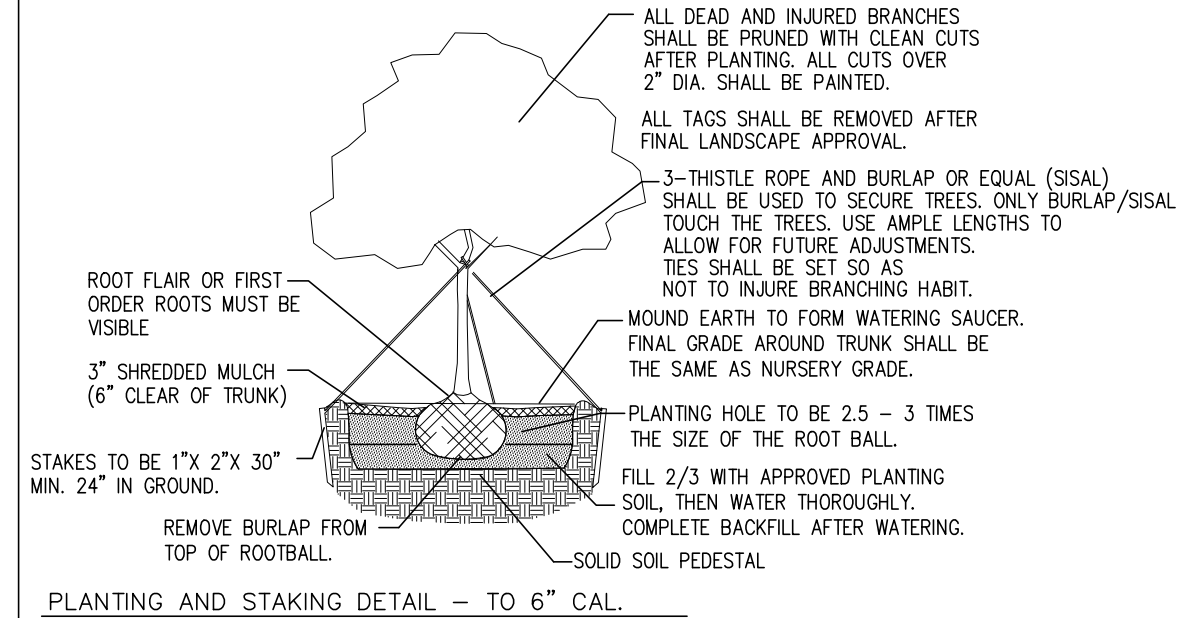 ALL DEAD AND INJURED BRANCHES
SHALL BE PRUNED WITH CLEAN CUTS
AFTER PLANTING. ALL CUTS OVER
2" DIA. SHALL BE PAINTED.
ALL TAGS SHALL BE REMOVED AFTER
FINAL LANDSCAPE APPROVAL.
3-THISTLE ROPE AND BURLAP OR EQUAL (SISAL)
SHALL BE USED TO SECURE TREES. ONLY BURLAP/SISAL
TOUCH THE TREES. USE AMPLE LENGTHS TO
ALLOW FOR FUTURE ADJUSTMENTS.
TIES SHALL BE SET SO AS
NOT TO INJURE BRANCHING HABIT.
MOUND EARTH TO FORM WATERING SAUCER.
FINAL GRADE AROUND TRUNK SHALL BE
THE SAME AS NURSERY GRADE.
PLANTING HOLE TO BE 2.5 - 3 TIMES
THE SIZE OF THE ROOT BALL.
FILL 2/3 WITH APPROVED PLANTING
SOIL, THEN WATER THOROUGHLY.
COMPLETE BACKFILL AFTER WATERING.
SOLID SOIL PEDESTAL
ROOT FLAIR OR FIRST
ORDER ROOTS MUST BE
VISIBLE
3" SHREDDED MULCH
(6" CLEAR OF TRUNK)
STAKES TO BE 1"X 2"X 30"
MIN. 24" IN GROUND.
REMOVE BURLAP FROM
TOP OF ROOTBALL.
PLANTING AND STAKING DETAIL - TO 6" CAL.